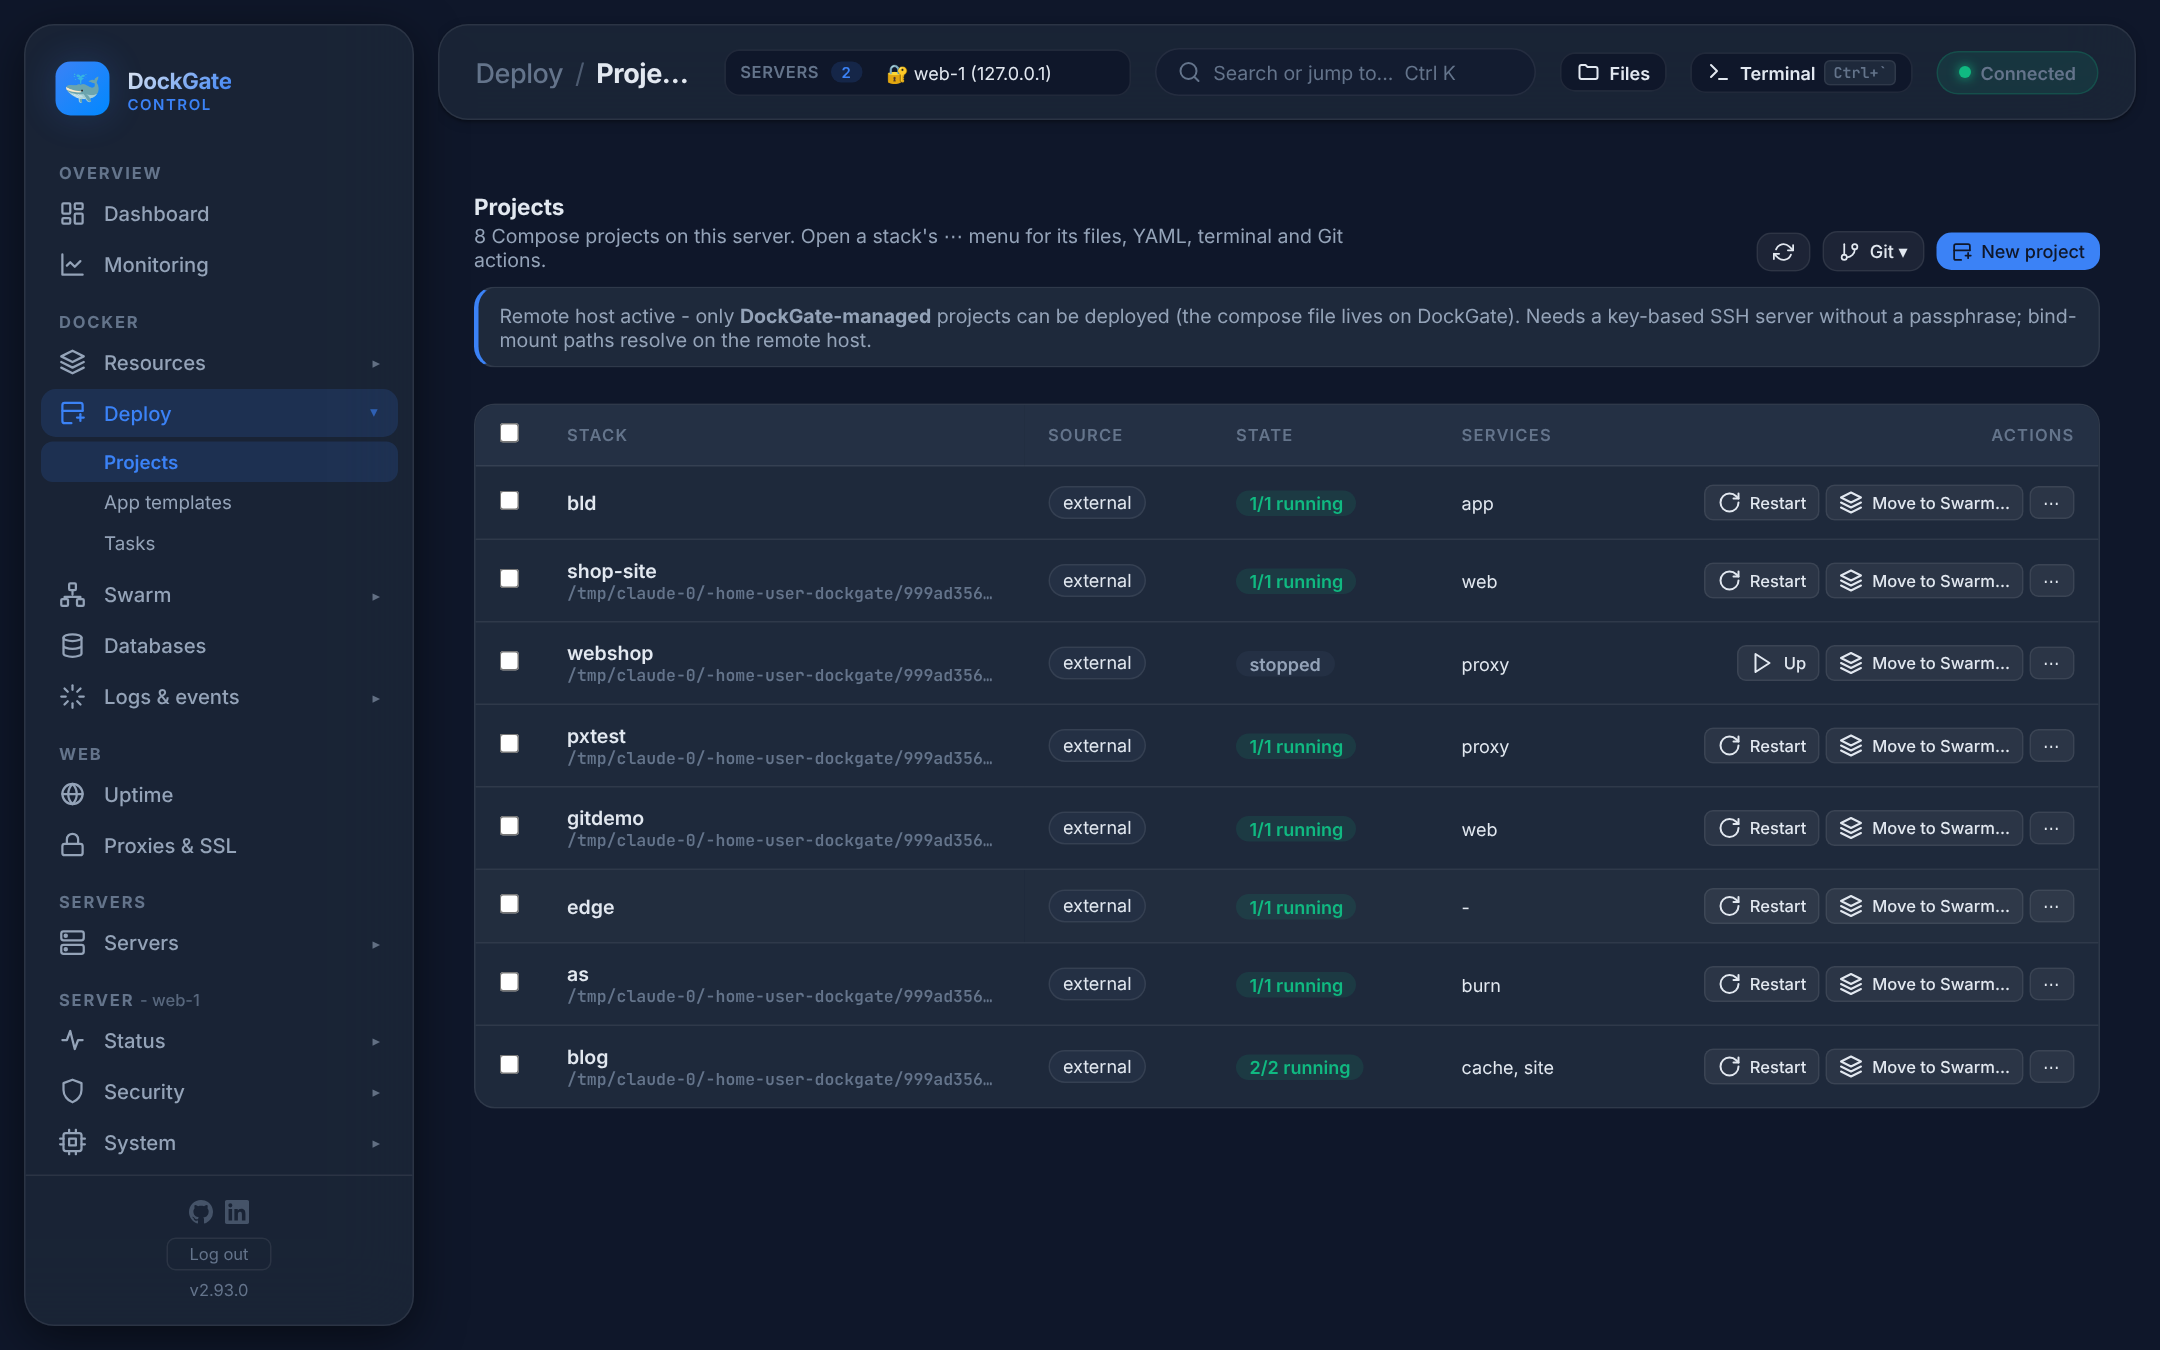 DockGate
CONTROL
OVERVIEW
Dashboard
Monitoring
DOCKER
Resources
Deploy
Projects
App templates
Tasks
Swarm
Databases
Logs & events
WEB
Uptime
Proxies & SSL
SERVERS
Servers
SERVER - web-1
Status
Security
System
Log out
v2.93.0
Deploy / Proje...
SERVERS 2 web-1 (127.0.0.1)
Search or jump to... Ctrl K
Files
Terminal Ctrl+`
Connected
Projects
8 Compose projects on this server. Open a stack's ··· menu for its files, YAML, terminal and Git
actions.
Git ▾
New project
Remote host active - only DockGate-managed projects can be deployed (the compose file lives on DockGate). Needs a key-based SSH server without a passphrase; bind-
mount paths resolve on the remote host.
STACK SOURCE STATE SERVICES ACTIONS
bld external 1/1 running app Restart Move to Swarm... ···
shop-site external 1/1 running web Restart Move to Swarm... ···
/tmp/claude-0/-home-user-dockgate/999ad356…
webshop external stopped proxy Up Move to Swarm... ···
/tmp/claude-0/-home-user-dockgate/999ad356…
pxtest external 1/1 running proxy Restart Move to Swarm... ···
/tmp/claude-0/-home-user-dockgate/999ad356…
gitdemo external 1/1 running web Restart Move to Swarm... ···
/tmp/claude-0/-home-user-dockgate/999ad356…
edge external 1/1 running - Restart Move to Swarm... ···
as external 1/1 running burn Restart Move to Swarm... ···
/tmp/claude-0/-home-user-dockgate/999ad356…
blog external 2/2 running cache, site Restart Move to Swarm... ···
/tmp/claude-0/-home-user-dockgate/999ad356…